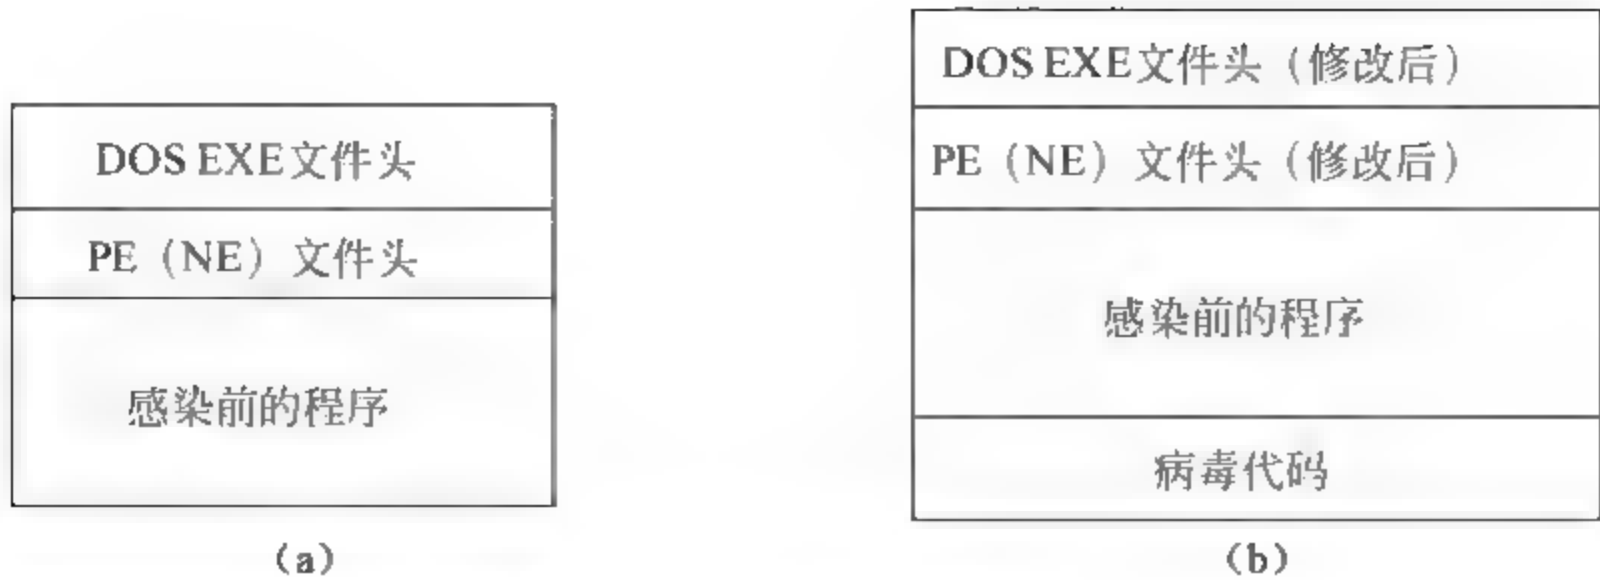 DOS EXE文件头
PE（NE）文件头
感染前的程序
(a)
DOS EXE文件头（修改后）
PE（NE）文件头（修改后）
感染前的程序
病毒代码
(b)